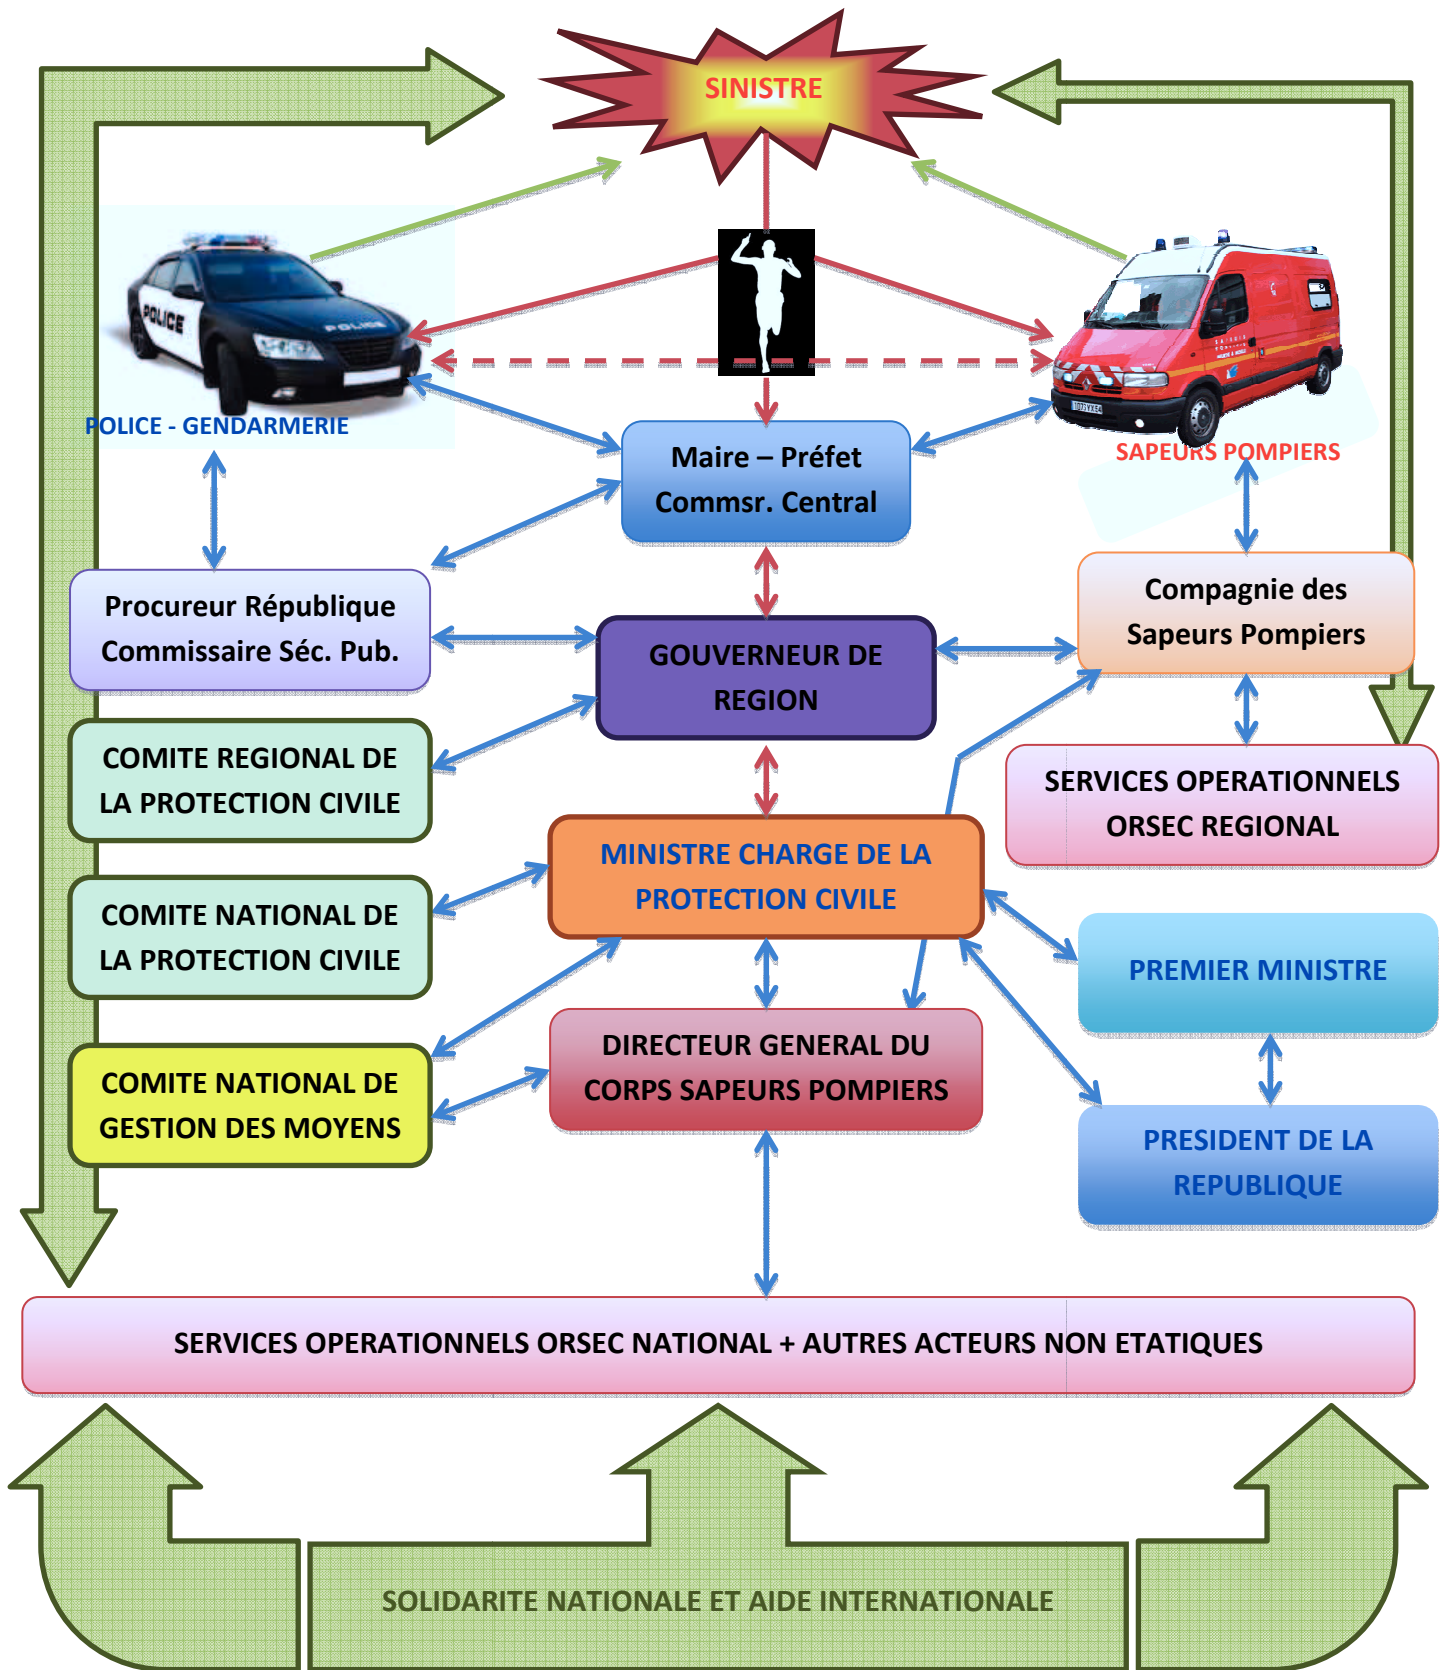 SINISTRE
POLICE
POLICE
POLICE - GENDARMERIE
SAPEURS POMPIERS
Maire – Préfet
Commsr. Central
Procureur République
Commissaire Séc. Pub.
Compagnie des
Sapeurs Pompiers
GOUVERNEUR DE
REGION
COMITE REGIONAL DE
LA PROTECTION CIVILE
SERVICES OPERATIONNELS
ORSEC REGIONAL
MINISTRE CHARGE DE LA
PROTECTION CIVILE
COMITE NATIONAL DE
LA PROTECTION CIVILE
PREMIER MINISTRE
DIRECTEUR GENERAL DU
CORPS SAPEURS POMPIERS
COMITE NATIONAL DE
GESTION DES MOYENS
PRESIDENT DE LA
REPUBLIQUE
SERVICES OPERATIONNELS ORSEC NATIONAL + AUTRES ACTEURS NON ETATIQUES
SOLIDARITE NATIONALE ET AIDE INTERNATIONALE